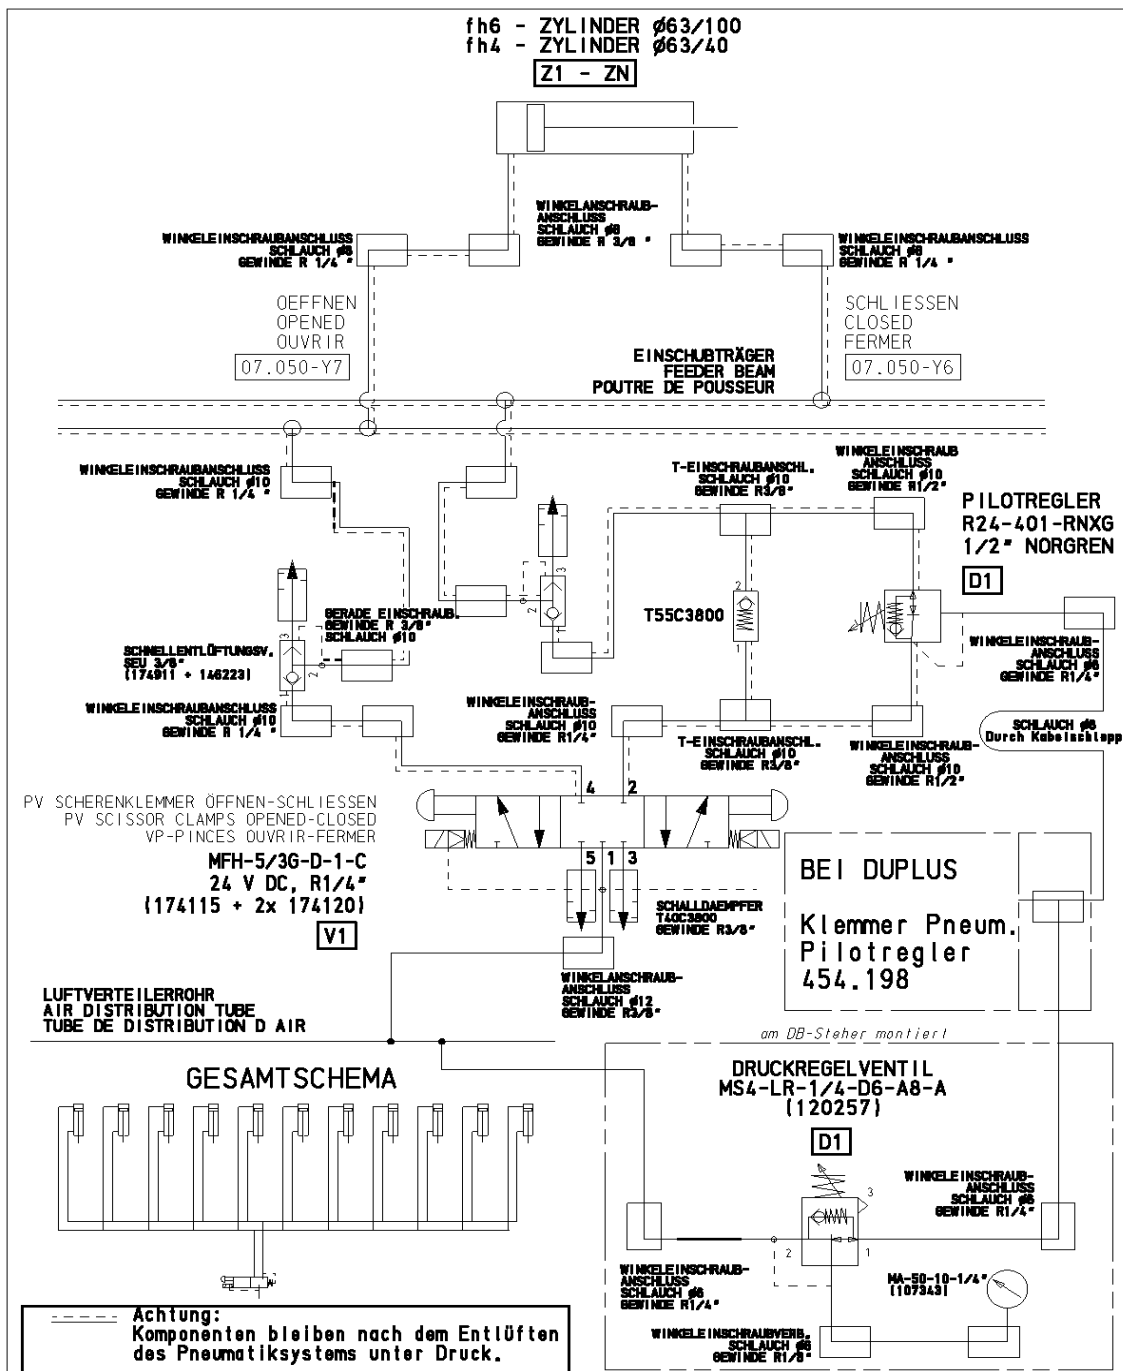 fh6 - ZYLINDER ø63/100
fh4 - ZYLINDER ø63/40
Z1 - ZN
WINKELANSCHRAUB-
ANSCHLUSS
SCHLAUCH ø8
GEWINDE R 3/8 "
WINKELEINSCHRAUBANSCHLUSS
SCHLAUCH ø8
GEWINDE R 1/4 "
WINKELEINSCHRAUBANSCHLUSS
SCHLAUCH ø8
GEWINDE R 1/4 "
OEFFNEN
OPENED
OUVRIR
07.050-Y7
SCHLIESSEN
CLOSED
FERMER
07.050-Y6
EINSCHUBTRÄGER
FEEDER BEAM
POUTRE DE POUSSEUR
WINKELEINSCHRAUBANSCHLUSS
SCHLAUCH ø10
GEWINDE R 1/4 "
T-EINSCHRAUBANSCHL.
SCHLAUCH ø10
GEWINDE R3/8"
WINKELEINSCHRAUB
ANSCHLUSS
SCHLAUCH ø10
GEWINDE R1/2"
PILOTREGLER
R24-401-RNXG
1/2" NORGREN
D1
3
2
1
2
1
T55C3800
GERADE EINSCHRAUB.
GEWINDE R 3/8"
SCHLAUCH ø10
SCHNELLENTLÜFTUNGSV.
SEU 3/8"
(174911 + 146223)
3
2
1
WINKELEINSCHRAUB-
ANSCHLUSS
SCHLAUCH ø6
GEWINDE R1/4"
WINKELEINSCHRAUBANSCHLUSS
SCHLAUCH ø10
GEWINDE R 1/4 "
WINKELEINSCHRAUB-
ANSCHLUSS
SCHLAUCH ø10
GEWINDE R1/4"
T-EINSCHRAUBANSCHL.
SCHLAUCH ø10
GEWINDE R3/8"
WINKELEINSCHRAUB-
ANSCHLUSS
SCHLAUCH ø10
GEWINDE R1/2"
SCHLAUCH ø6
Durch Kabelschlepp
4 2
PV SCHERENKLEMMER ÖFFNEN-SCHLIESSEN
PV SCISSOR CLAMPS OPENED-CLOSED
VP-PINCES OUVRIR-FERMER
MFH-5/3G-D-1-C
24 V DC, R1/4"
(174115 + 2x 174120)
V1
5 1 3
SCHALLDAEMPFER
T40C3800
GEWINDE R3/8"
BEI DUPLUS
Klemmer Pneum.
Pilotregler
454.198
WINKELANSCHRAUB-
ANSCHLUSS
SCHLAUCH ø12
GEWINDE R3/8"
LUFTVERTEILERROHR
AIR DISTRIBUTION TUBE
TUBE DE DISTRIBUTION D AIR
am DB-Steher montiert
GESAMTSCHEMA
DRUCKREGELVENTIL
MS4-LR-1/4-D6-A8-A
(120257)
D1
WINKELEINSCHRAUB-
ANSCHLUSS
SCHLAUCH ø6
GEWINDE R1/4"
3
2
1
WINKELEINSCHRAUB-
ANSCHLUSS
SCHLAUCH ø6
GEWINDE R1/4"
MA-50-10-1/4"
(107343)
WINKELEINSCHRAUBVERB.
SCHLAUCH ø6
GEWINDE R1/8"
Achtung:
Komponenten bleiben nach dem Entlüften
des Pneumatiksystems unter Druck.